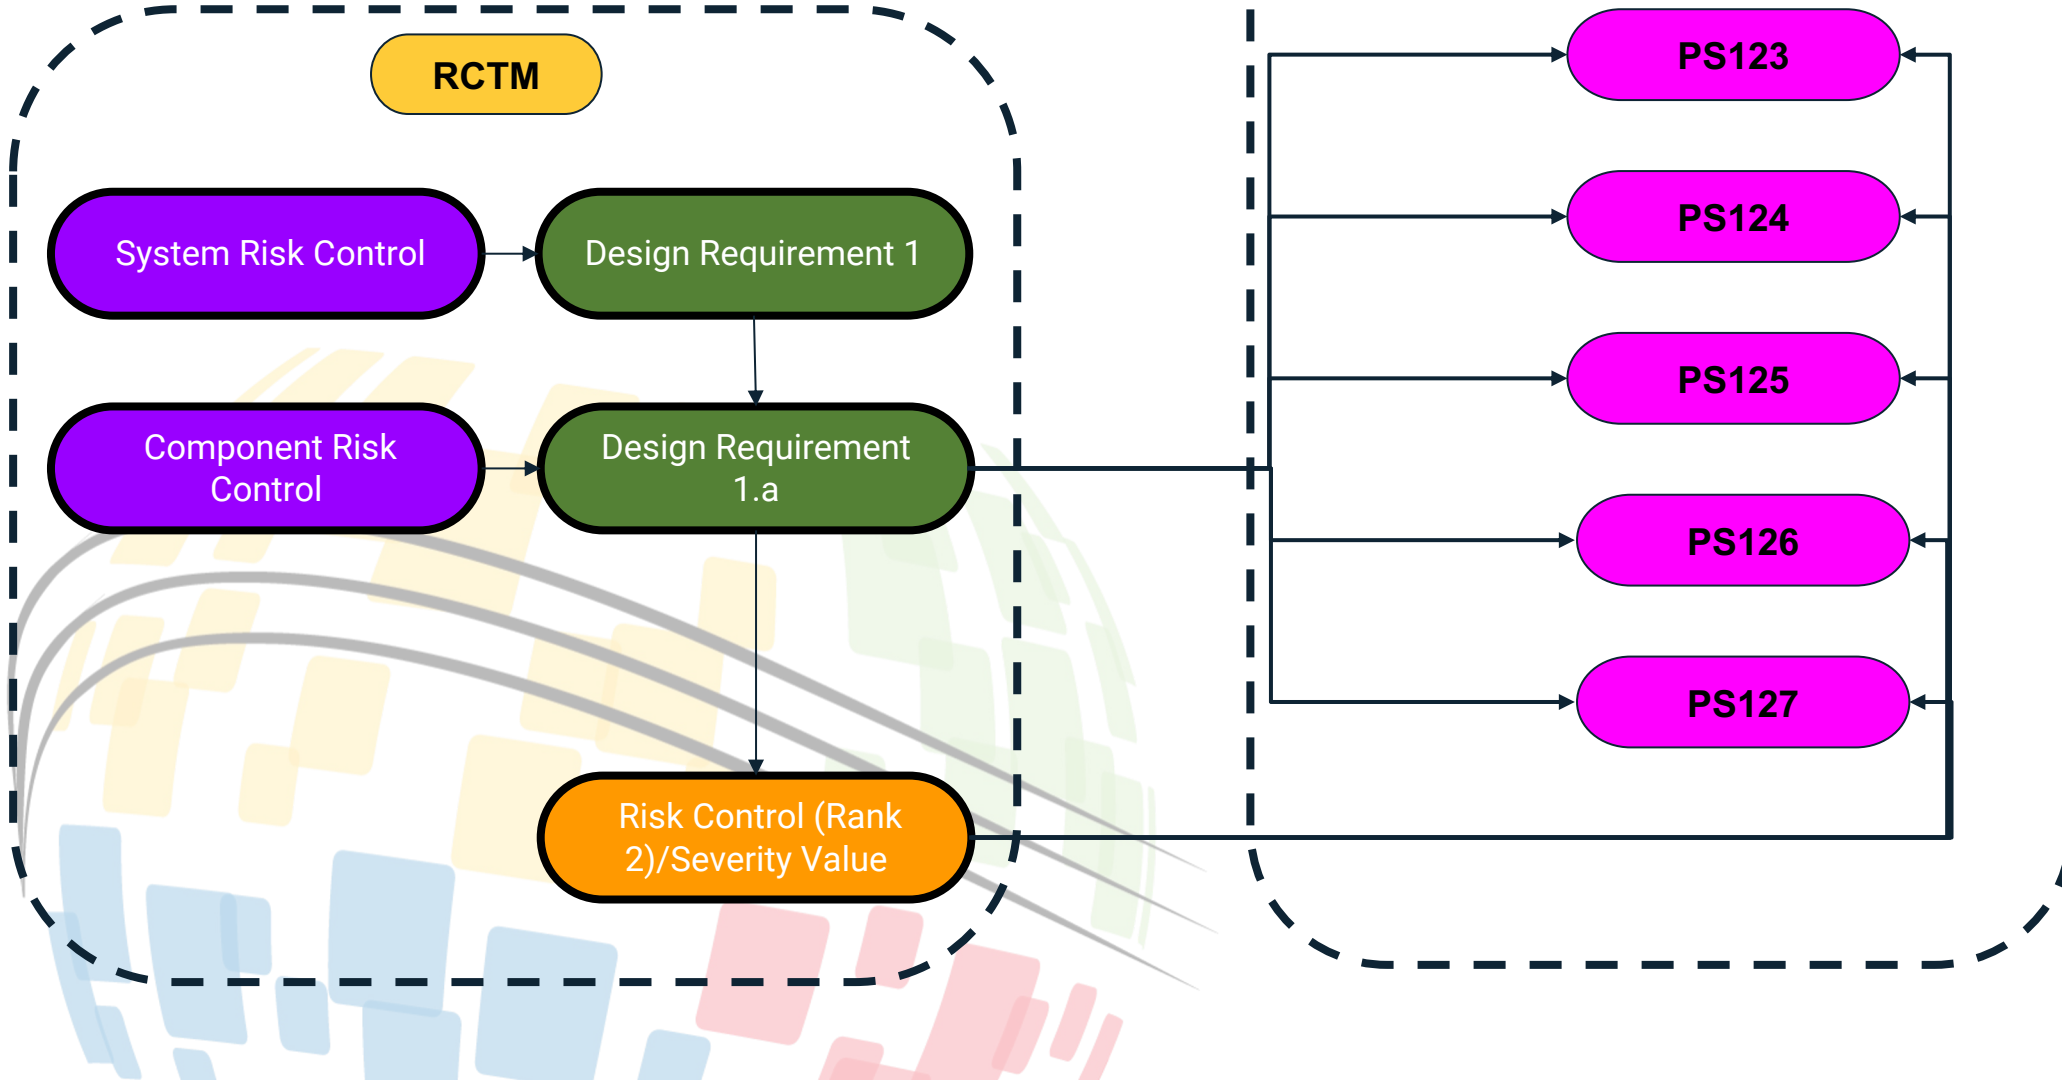 RCTM
System Risk Control
Design Requirement 1
Component Risk
Control
Design Requirement
1.a
Risk Control (Rank
2)/Severity Value
PS123
PS124
PS125
PS126
PS127